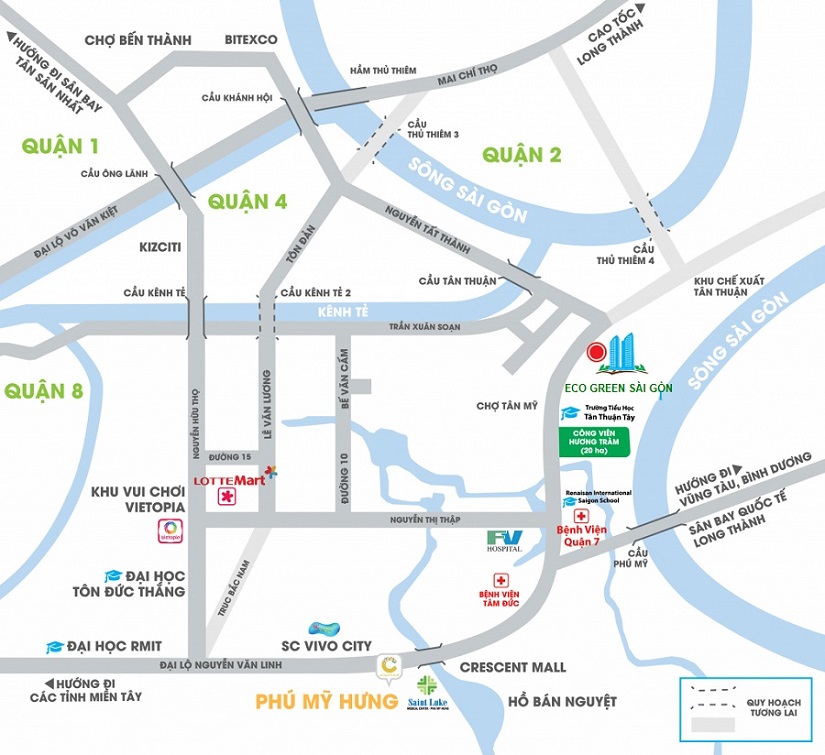 CHỢ BẾN THÀNH
BITEXCO
CAO TỐC
LONG THÀNH
HƯỚNG ĐI SÂN BAY
TÂN SƠN NHẤT
HẦM THỦ THIÊM
MAI CHÍ THỌ
CẦU KHÁNH HỘI
CẦU
THỦ THIÊM 3
QUẬN 1
QUẬN 2
CẦU ÔNG LÃNH
SÔNG SÀI GÒN
QUẬN 4
ĐẠI LỘ VÕ VĂN KIỆT
NGUYỄN TẤT THÀNH
TÔN ĐẢN
KIZCITI
CẦU
THỦ THIÊM 4
CẦU TÂN THUẬN
KHU CHẾ XUẤT
TÂN THUẬN
CẦU KÊNH TẺ
CẦU KÊNH TẺ 2
KÊNH TẺ
TRẦN XUÂN SOẠN
SÔNG SÀI GÒN
ECO GREEN SÀI GÒN
QUẬN 8
NGUYỄN HỮU THỌ
LÊ VĂN LƯƠNG
BẾ VĂN CẤM
CHỢ TÂN MỸ
Trường Tiểu Học
Tân Thuận Tây
CÔNG VIÊN
HƯƠNG TRÀM
(20 ha)
ĐƯỜNG 15
ĐƯỜNG 10
LOTTE Mart
HƯỚNG ĐI
VŨNG TÀU, BÌNH DƯƠNG
SÂN BAY QUỐC TẾ
LONG THÀNH
KHU VUI CHƠI
VIETOPIA
vietopia
Renaisan International
Saigon School
NGUYỄN THỊ THẬP
Bệnh Viện
Quận 7
FV
HOSPITAL
CẦU
PHÚ MỸ
ĐẠI HỌC
TÔN ĐỨC THẮNG
TRỤC BẮC NAM
BỆNH VIỆN
TÂM ĐỨC
ĐẠI HỌC RMIT
SC VIVO CITY
ĐẠI LỘ NGUYỄN VĂN LINH
CRESCENT MALL
HƯỚNG ĐI
CÁC TỈNH MIỀN TÂY
PHÚ MỸ HƯNG
Saint Luke
HỒ BÁN NGUYỆT
QUY HOẠCH
TƯƠNG LAI